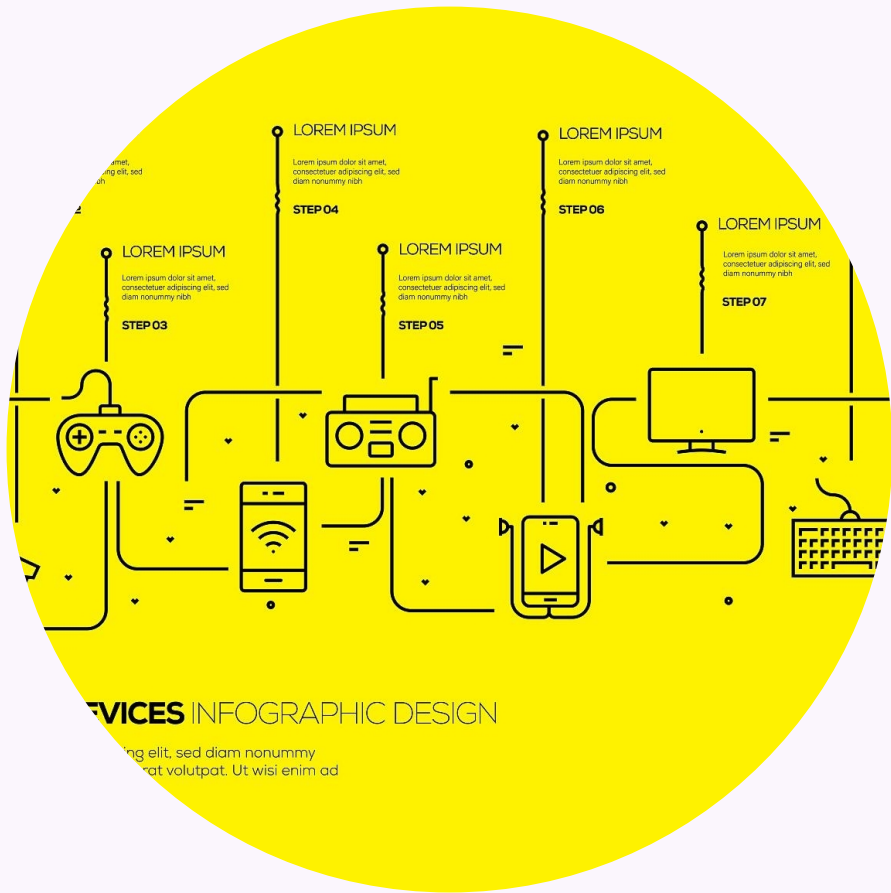 LOREM IPSUM
Lorem ipsum dolor sit amet,
consectetuer adipiscing elit, sed
diam nonummy nibh
STEP 04
LOREM IPSUM
Lorem ipsum dolor sit amet,
consectetuer adipiscing elit, sed
diam nonummy nibh
STEP 06
elit, sed
LOREM IPSUM
Lorem ipsum dolor sit amet,
consectetuer adipiscing elit, sed
diam nonummy nibh
STEP 03
LOREM IPSUM
Lorem ipsum dolor sit amet,
consectetuer adipiscing elit, sed
diam nonummy nibh
STEP 05
LOREM IPSUM
Lorem ipsum dolor sit amet,
consectetuer adipiscing elit, sed
diam nonummy nibh
STEP 07
INFOGRAPHIC DESIGN
elit, sed diam nonummy
volutpat. Ut wisi enim ad